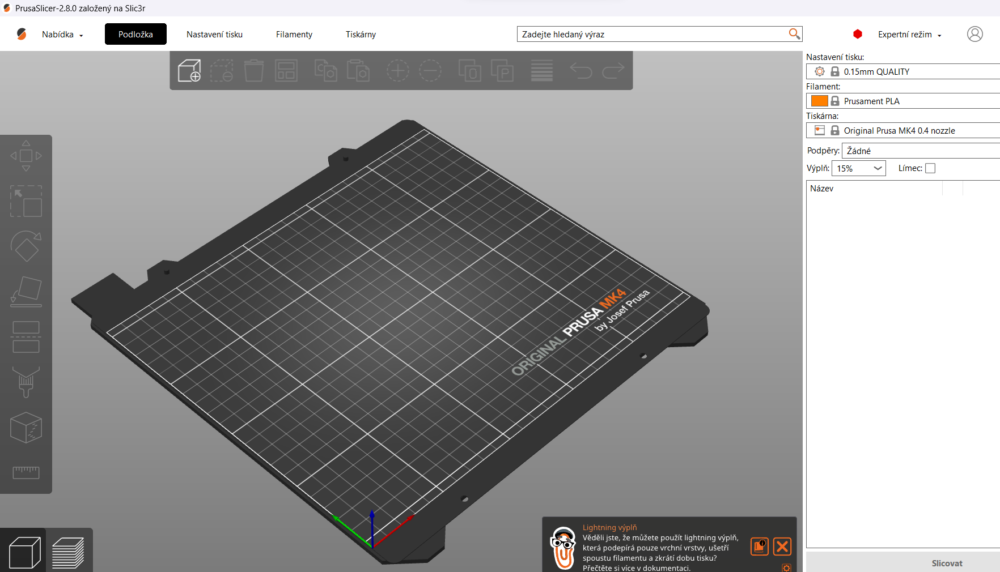 PrusaSlicer-2.8.0 založený na Slic3r
Nabídka
Podložka
Nastavení tisku
Filamenty
Tiskárny
Zadejte hledaný výraz
Expertní režim
Nastavení tisku:
0.15mm QUALITY
Filament:
Prusament PLA
Tiskárna:
Original Prusa MK4 0.4 nozzle
Podpěry:
Žádné
Výplň:
15%
Límec:
Název
ORIGINAL PRUSA MK4
by Josef Prusa
Lightning výplň
Věděli jste, že můžete použít lightning výplň,
která podepírá pouze vrchní vrstvy, ušetří
spoustu filamentu a zkrátí dobu tisku?
Přečtěte si více v dokumentaci.
Slicovat